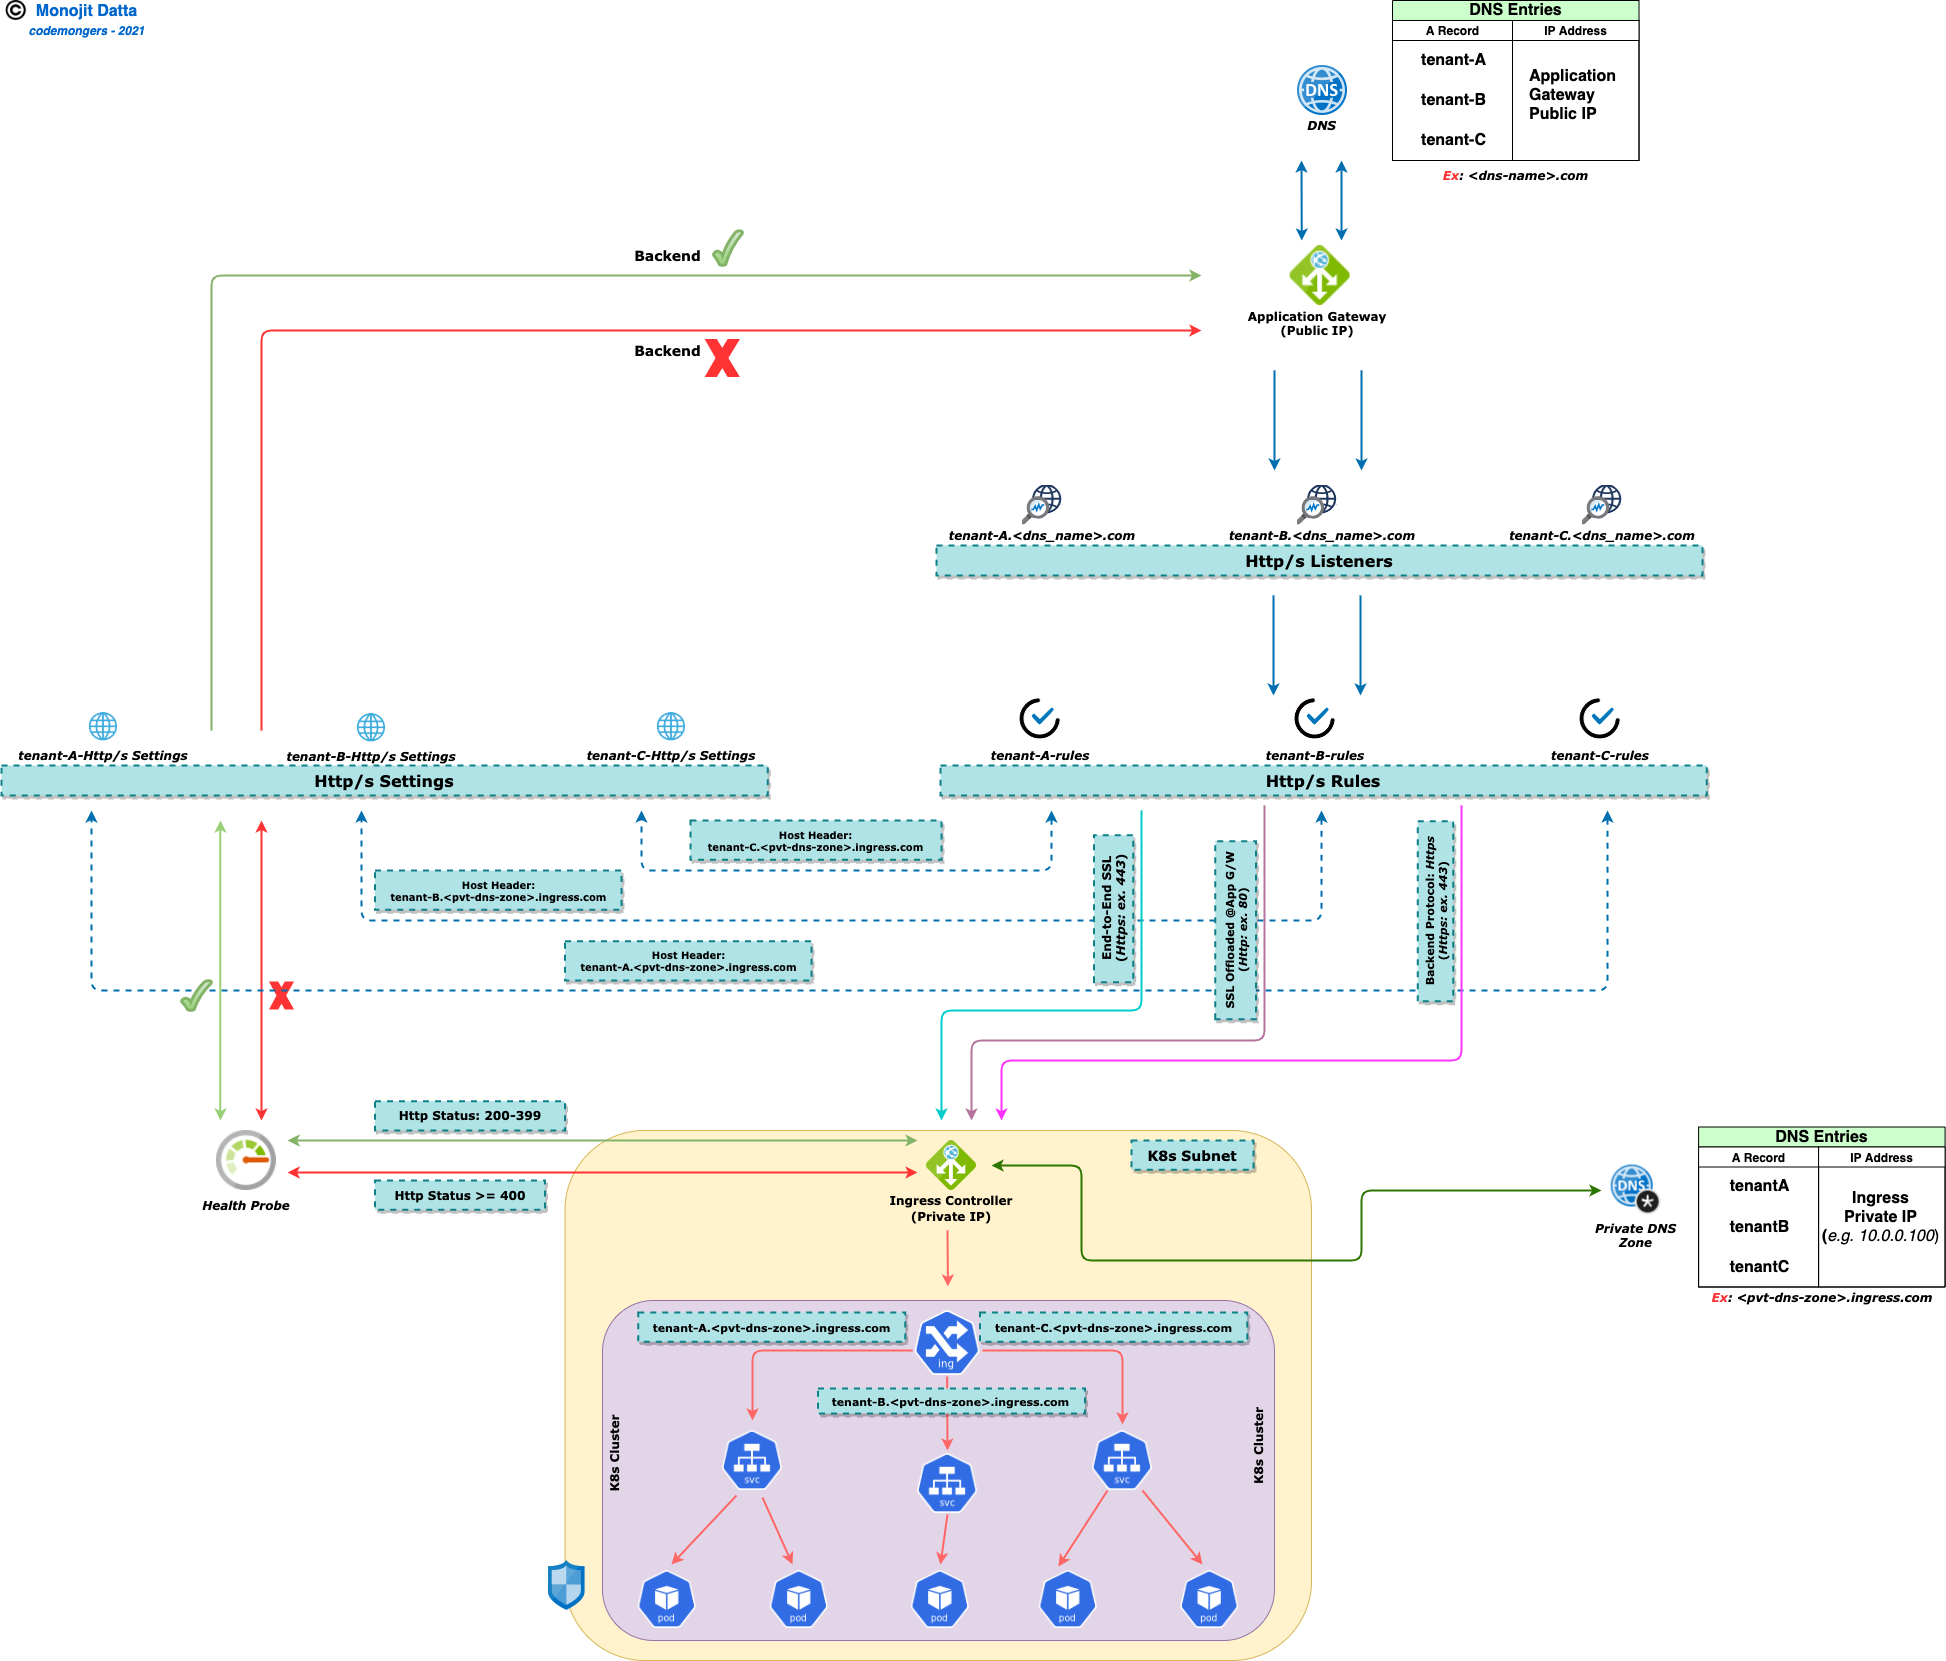 © Monojit Datta
codemongers - 2021
DNS Entries
A Record IP Address
tenant-A
tenant-B
tenant-C
Application
Gateway
Public IP
Ex: <dns-name>.com
DNS
DNS
Backend
Backend
X
Application Gateway
(Public IP)
tenant-A.<dns_name>.com
tenant-B.<dns_name>.com
tenant-C.<dns_name>.com
Http/s Listeners
tenant-A-Http/s Settings
tenant-B-Http/s Settings
tenant-C-Http/s Settings
Http/s Settings
tenant-A-rules
tenant-B-rules
tenant-C-rules
Http/s Rules
Host Header:
tenant-C.<pvt-dns-zone>.ingress.com
Host Header:
tenant-B.<pvt-dns-zone>.ingress.com
Host Header:
tenant-A.<pvt-dns-zone>.ingress.com
End-to-End SSL
(Https: ex. 443)
SSL Offloaded @App G/W
(Http: ex. 80)
Backend Protocol: Https
(Https: ex. 443)
X
Http Status: 200-399
Http Status >= 400
Health Probe
K8s Subnet
Ingress Controller
(Private IP)
DNS
*
Private DNS
Zone
DNS Entries
A Record IP Address
tenantA
tenantB
tenantC
Ingress
Private IP
(e.g. 10.0.0.100)
Ex: <pvt-dns-zone>.ingress.com
tenant-A.<pvt-dns-zone>.ingress.com
ing
tenant-C.<pvt-dns-zone>.ingress.com
tenant-B.<pvt-dns-zone>.ingress.com
K8s Cluster
K8s Cluster
svc
svc
svc
pod
pod
pod
pod
pod